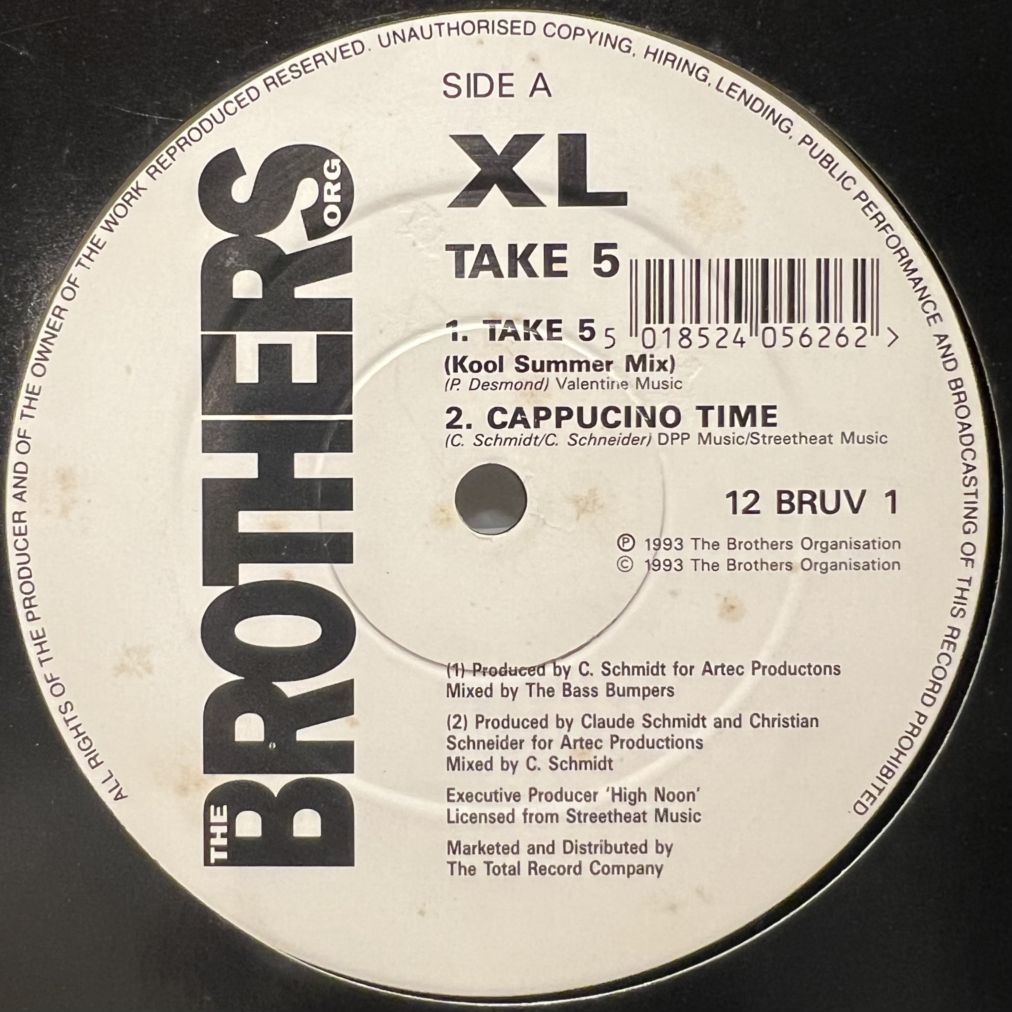 ALL RIGHTS OF THE PRODUCER AND OF THE OWNER OF THE WORK REPRODUCED RESERVED. UNAUTHORISED COPYING, HIRING, LENDING, PUBLIC PERFORMANCE AND BROADCASTING OF THIS RECORD PROHIBITED.
THE BROTHERS ORG
SIDE A
XL
TAKE 5
1. TAKE 5
5 018524 056262 >
(Kool Summer Mix)
(P. Desmond) Valentine Music
2. CAPPUCINO TIME
(C. Schmidt/C. Schneider) DPP Music/Streetheat Music
12 BRUV 1
℗ 1993 The Brothers Organisation
© 1993 The Brothers Organisation
(1) Produced by C. Schmidt for Artec Productons
Mixed by The Bass Bumpers
(2) Produced by Claude Schmidt and Christian
Schneider for Artec Productions
Mixed by C. Schmidt
Executive Producer ‘High Noon’
Licensed from Streetheat Music
Marketed and Distributed by
The Total Record Company